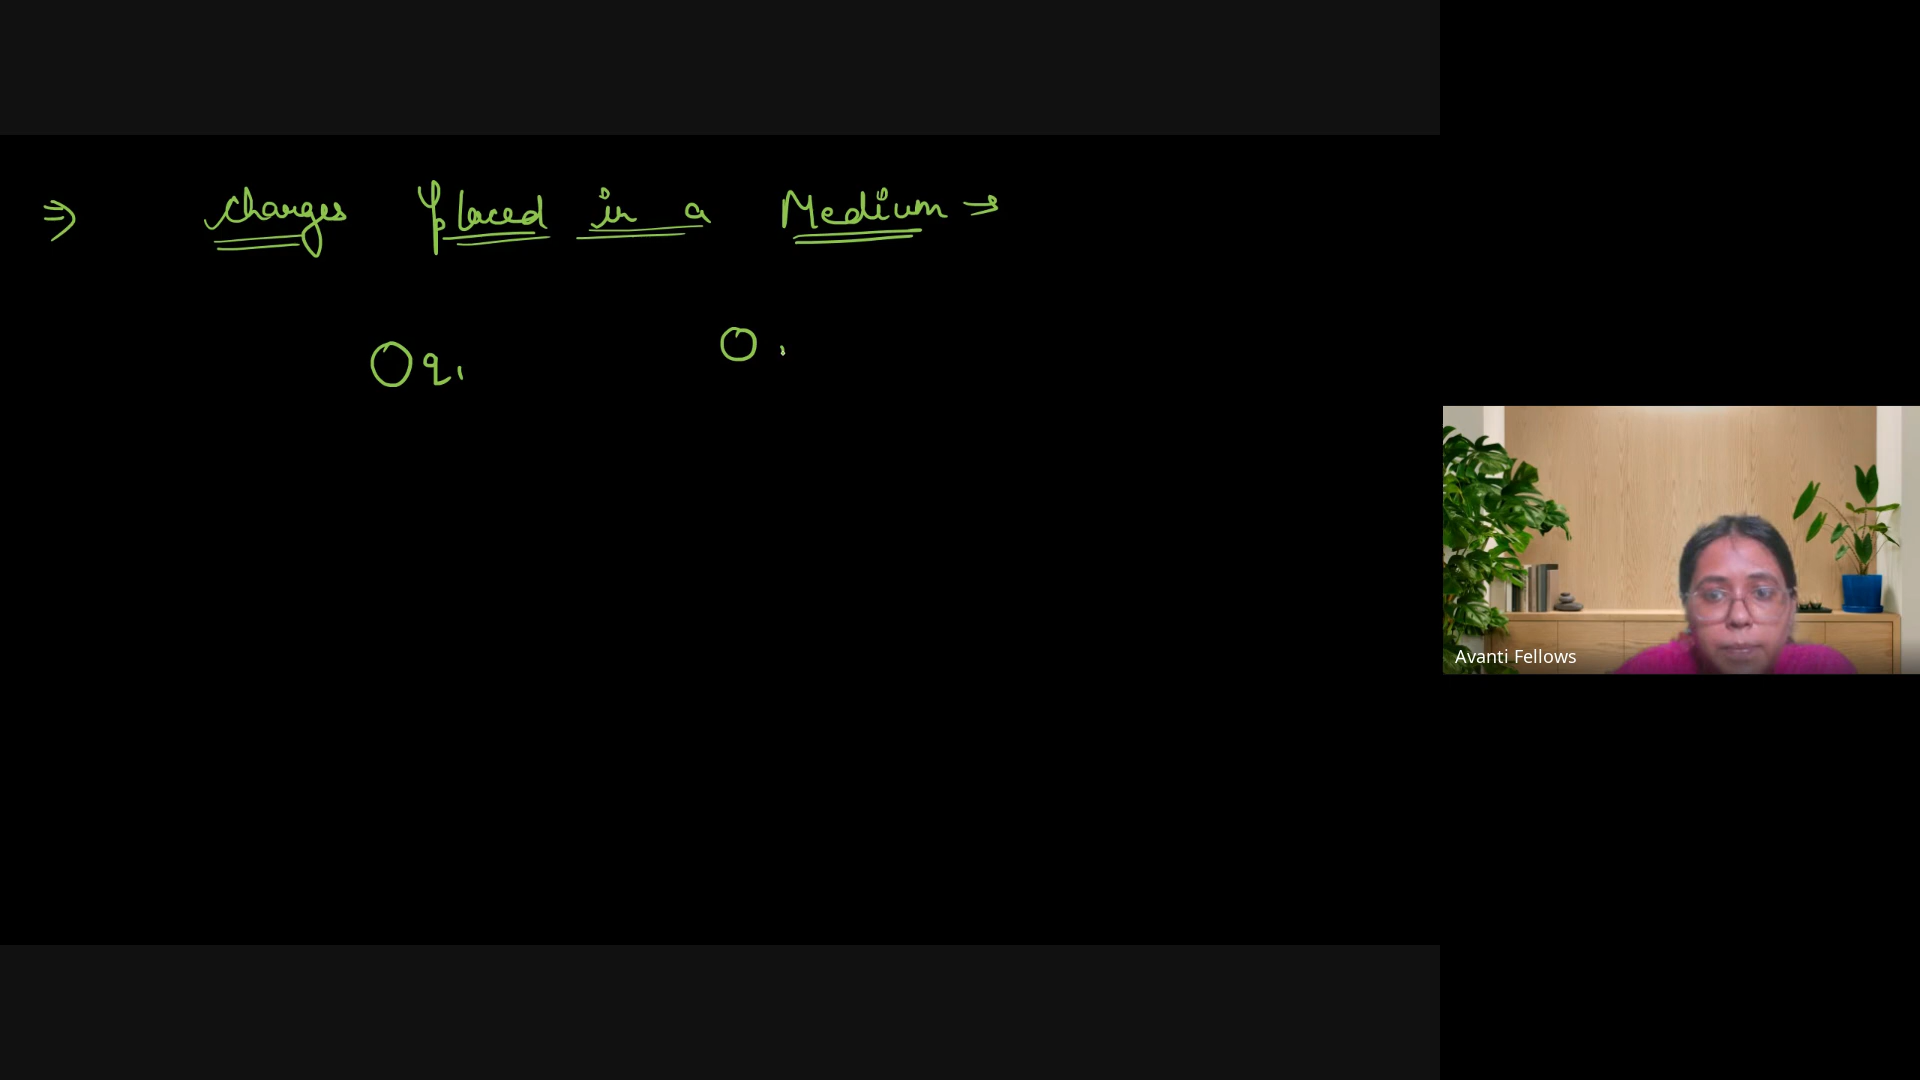 ⇒ Charges placed in a Medium →
O q₁ O
Avanti Fellows